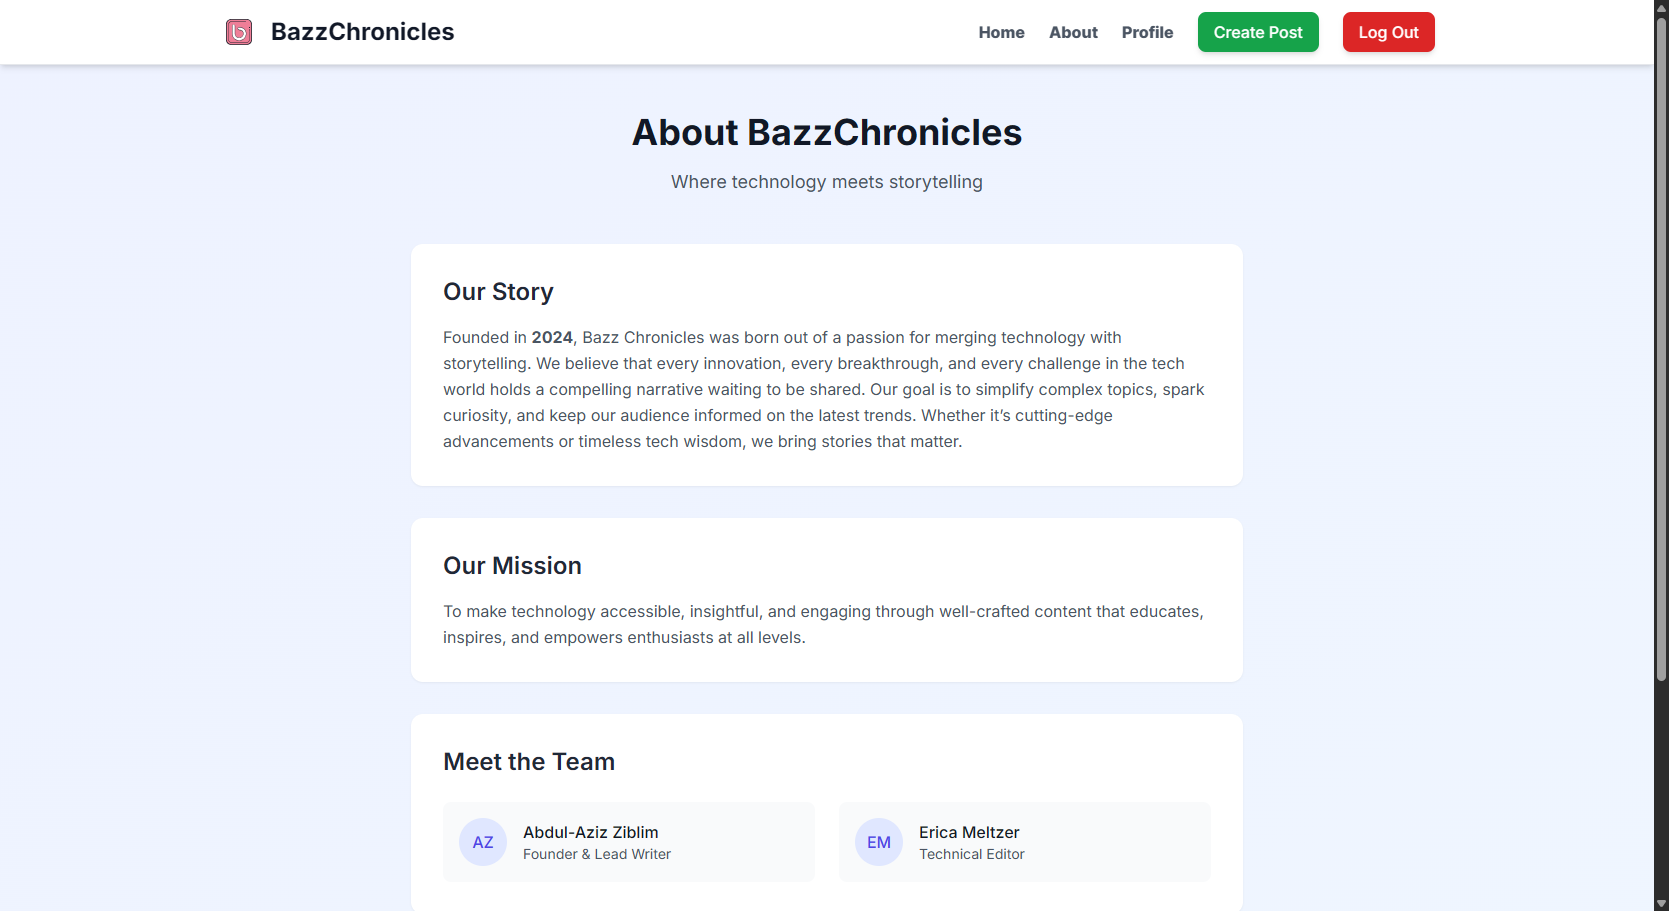 BazzChronicles
Home About Profile Create Post Log Out
About BazzChronicles
Where technology meets storytelling
Our Story
Founded in 2024, Bazz Chronicles was born out of a passion for merging technology with
storytelling. We believe that every innovation, every breakthrough, and every challenge in the tech
world holds a compelling narrative waiting to be shared. Our goal is to simplify complex topics, spark
curiosity, and keep our audience informed on the latest trends. Whether it’s cutting-edge
advancements or timeless tech wisdom, we bring stories that matter.
Our Mission
To make technology accessible, insightful, and engaging through well-crafted content that educates,
inspires, and empowers enthusiasts at all levels.
Meet the Team
AZ
Abdul-Aziz Ziblim
Founder & Lead Writer
EM
Erica Meltzer
Technical Editor